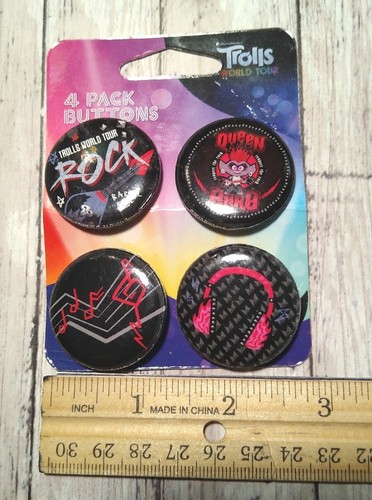 Trolls
WORLD TOUR
4 PACK
BUTTONS
TROLLS WORLD TOUR
ROCK
QUEEN
BARB
INCH 1 MADE IN CHINA 2 3
30 29 28 27 26 25 24 23 22